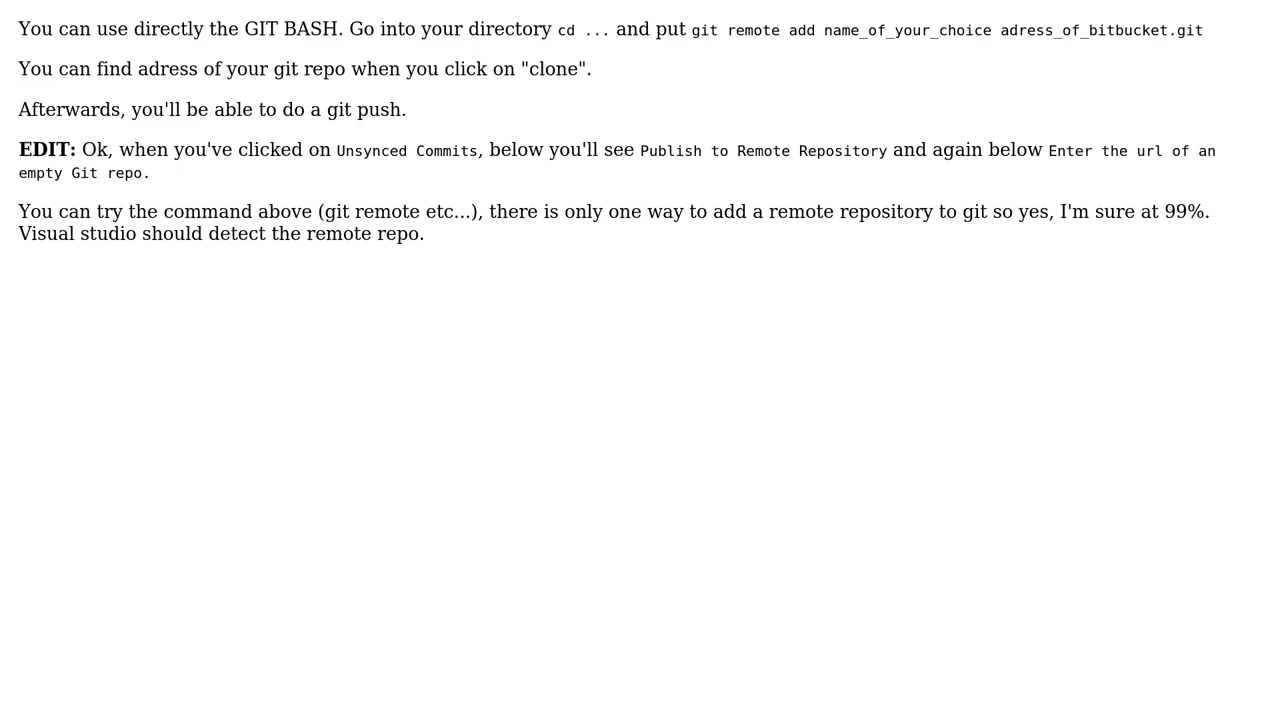 You can use directly the GIT BASH. Go into your directory cd ... and put git remote add name_of_your_choice adress_of_bitbucket.git
You can find adress of your git repo when you click on "clone".
Afterwards, you'll be able to do a git push.
EDIT: Ok, when you've clicked on Unsynced Commits, below you'll see Publish to Remote Repository and again below Enter the url of an
empty Git repo.
You can try the command above (git remote etc...), there is only one way to add a remote repository to git so yes, I'm sure at 99%.
Visual studio should detect the remote repo.